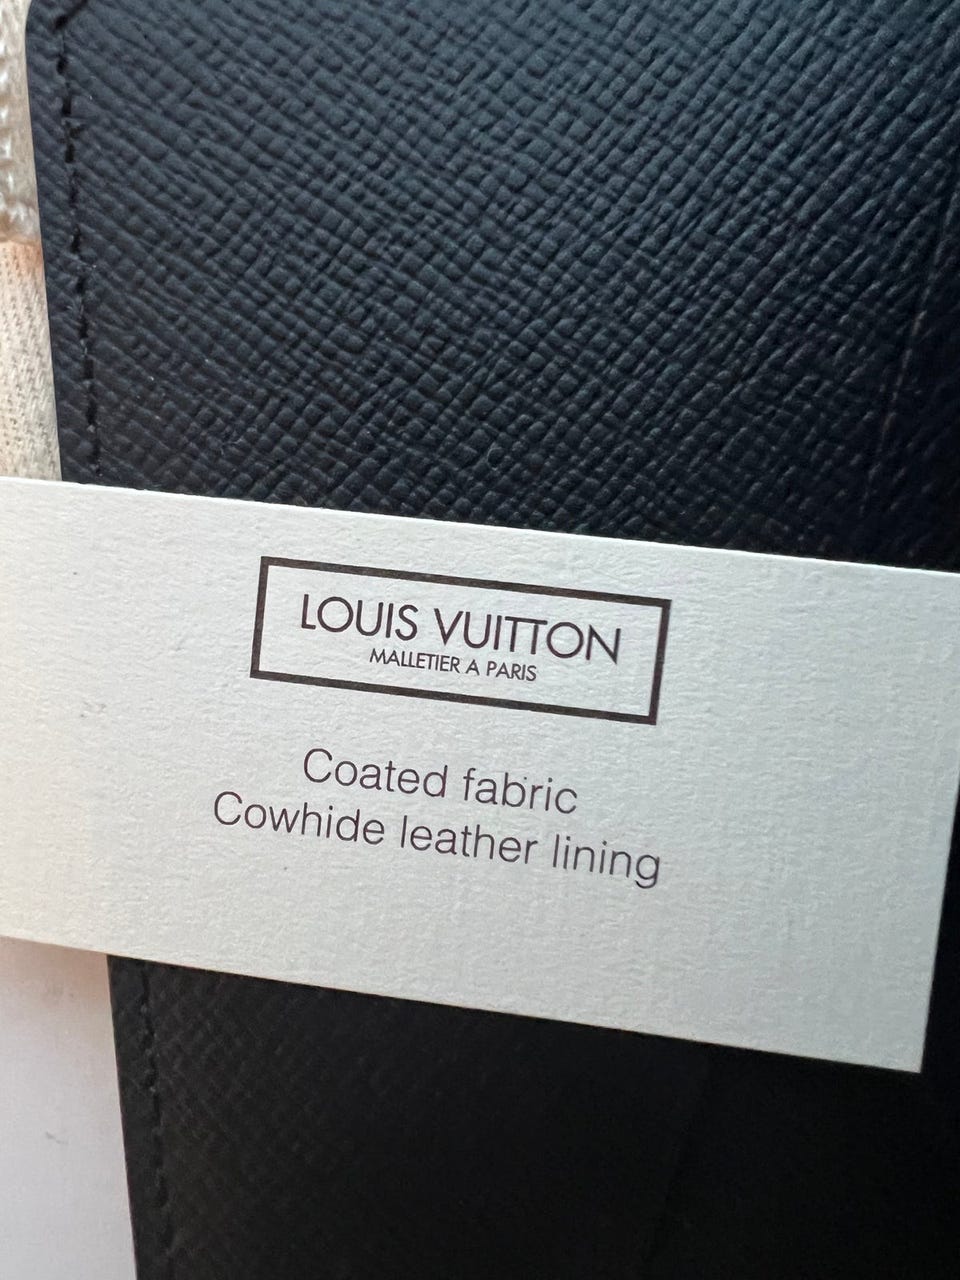 LOUIS VUITTON
MALLETIER A PARIS
Coated fabric
Cowhide leather lining